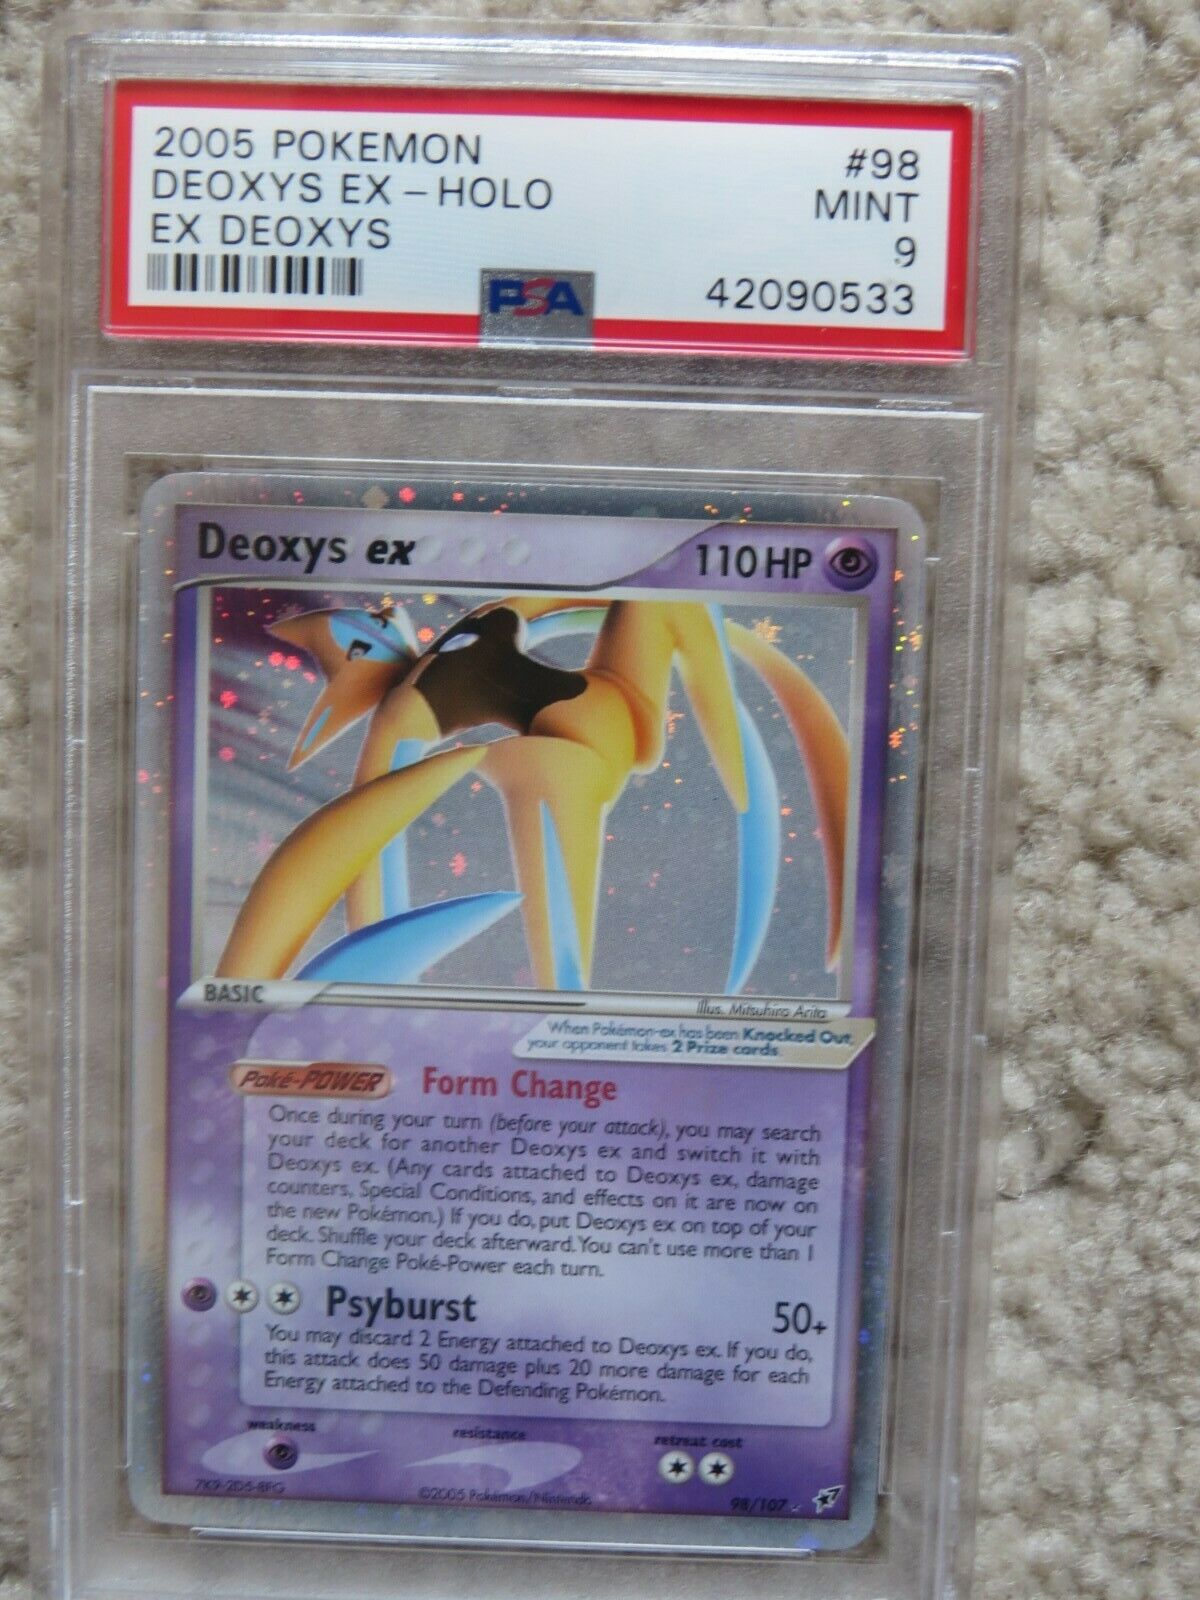 2005 POKEMON #98
DEOXYS EX – HOLO MINT
EX DEOXYS 9
PSA 42090533
Deoxys ex 110 HP
BASIC
Illus. Mitsuhiro Arita
When Pokémon-ex has been Knocked Out,
your opponent takes 2 Prize cards.
Poké-POWER Form Change
Once during your turn (before your attack), you may search
your deck for another Deoxys ex and switch it with
Deoxys ex. (Any cards attached to Deoxys ex, damage
counters, Special Conditions, and effects on it are now on
the new Pokémon.) If you do, put Deoxys ex on top of your
deck. Shuffle your deck afterward. You can't use more than 1
Form Change Poké-Power each turn.
Psyburst 50+
You may discard 2 Energy attached to Deoxys ex. If you do,
this attack does 50 damage plus 20 more damage for each
Energy attached to the Defending Pokémon.
weakness resistance retreat cost
©2005 Pokémon/Nintendo 98/107